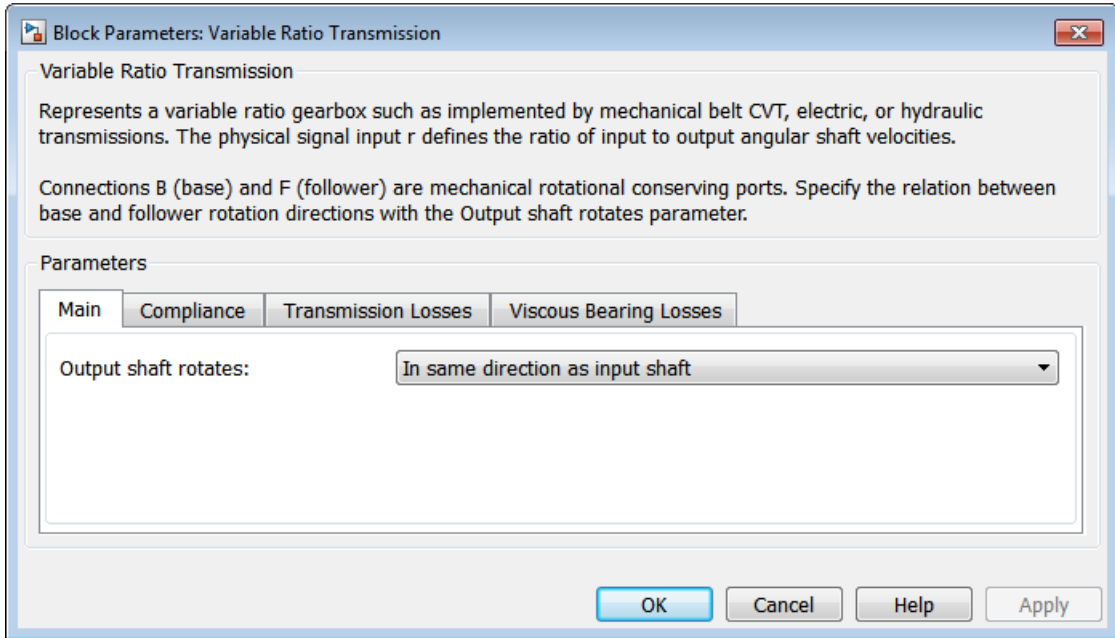 Block Parameters: Variable Ratio Transmission
Variable Ratio Transmission
Represents a variable ratio gearbox such as implemented by mechanical belt CVT, electric, or hydraulic
transmissions. The physical signal input r defines the ratio of input to output angular shaft velocities.
Connections B (base) and F (follower) are mechanical rotational conserving ports. Specify the relation between
base and follower rotation directions with the Output shaft rotates parameter.
Parameters
Main Compliance Transmission Losses Viscous Bearing Losses
Output shaft rotates: In same direction as input shaft
OK Cancel Help Apply